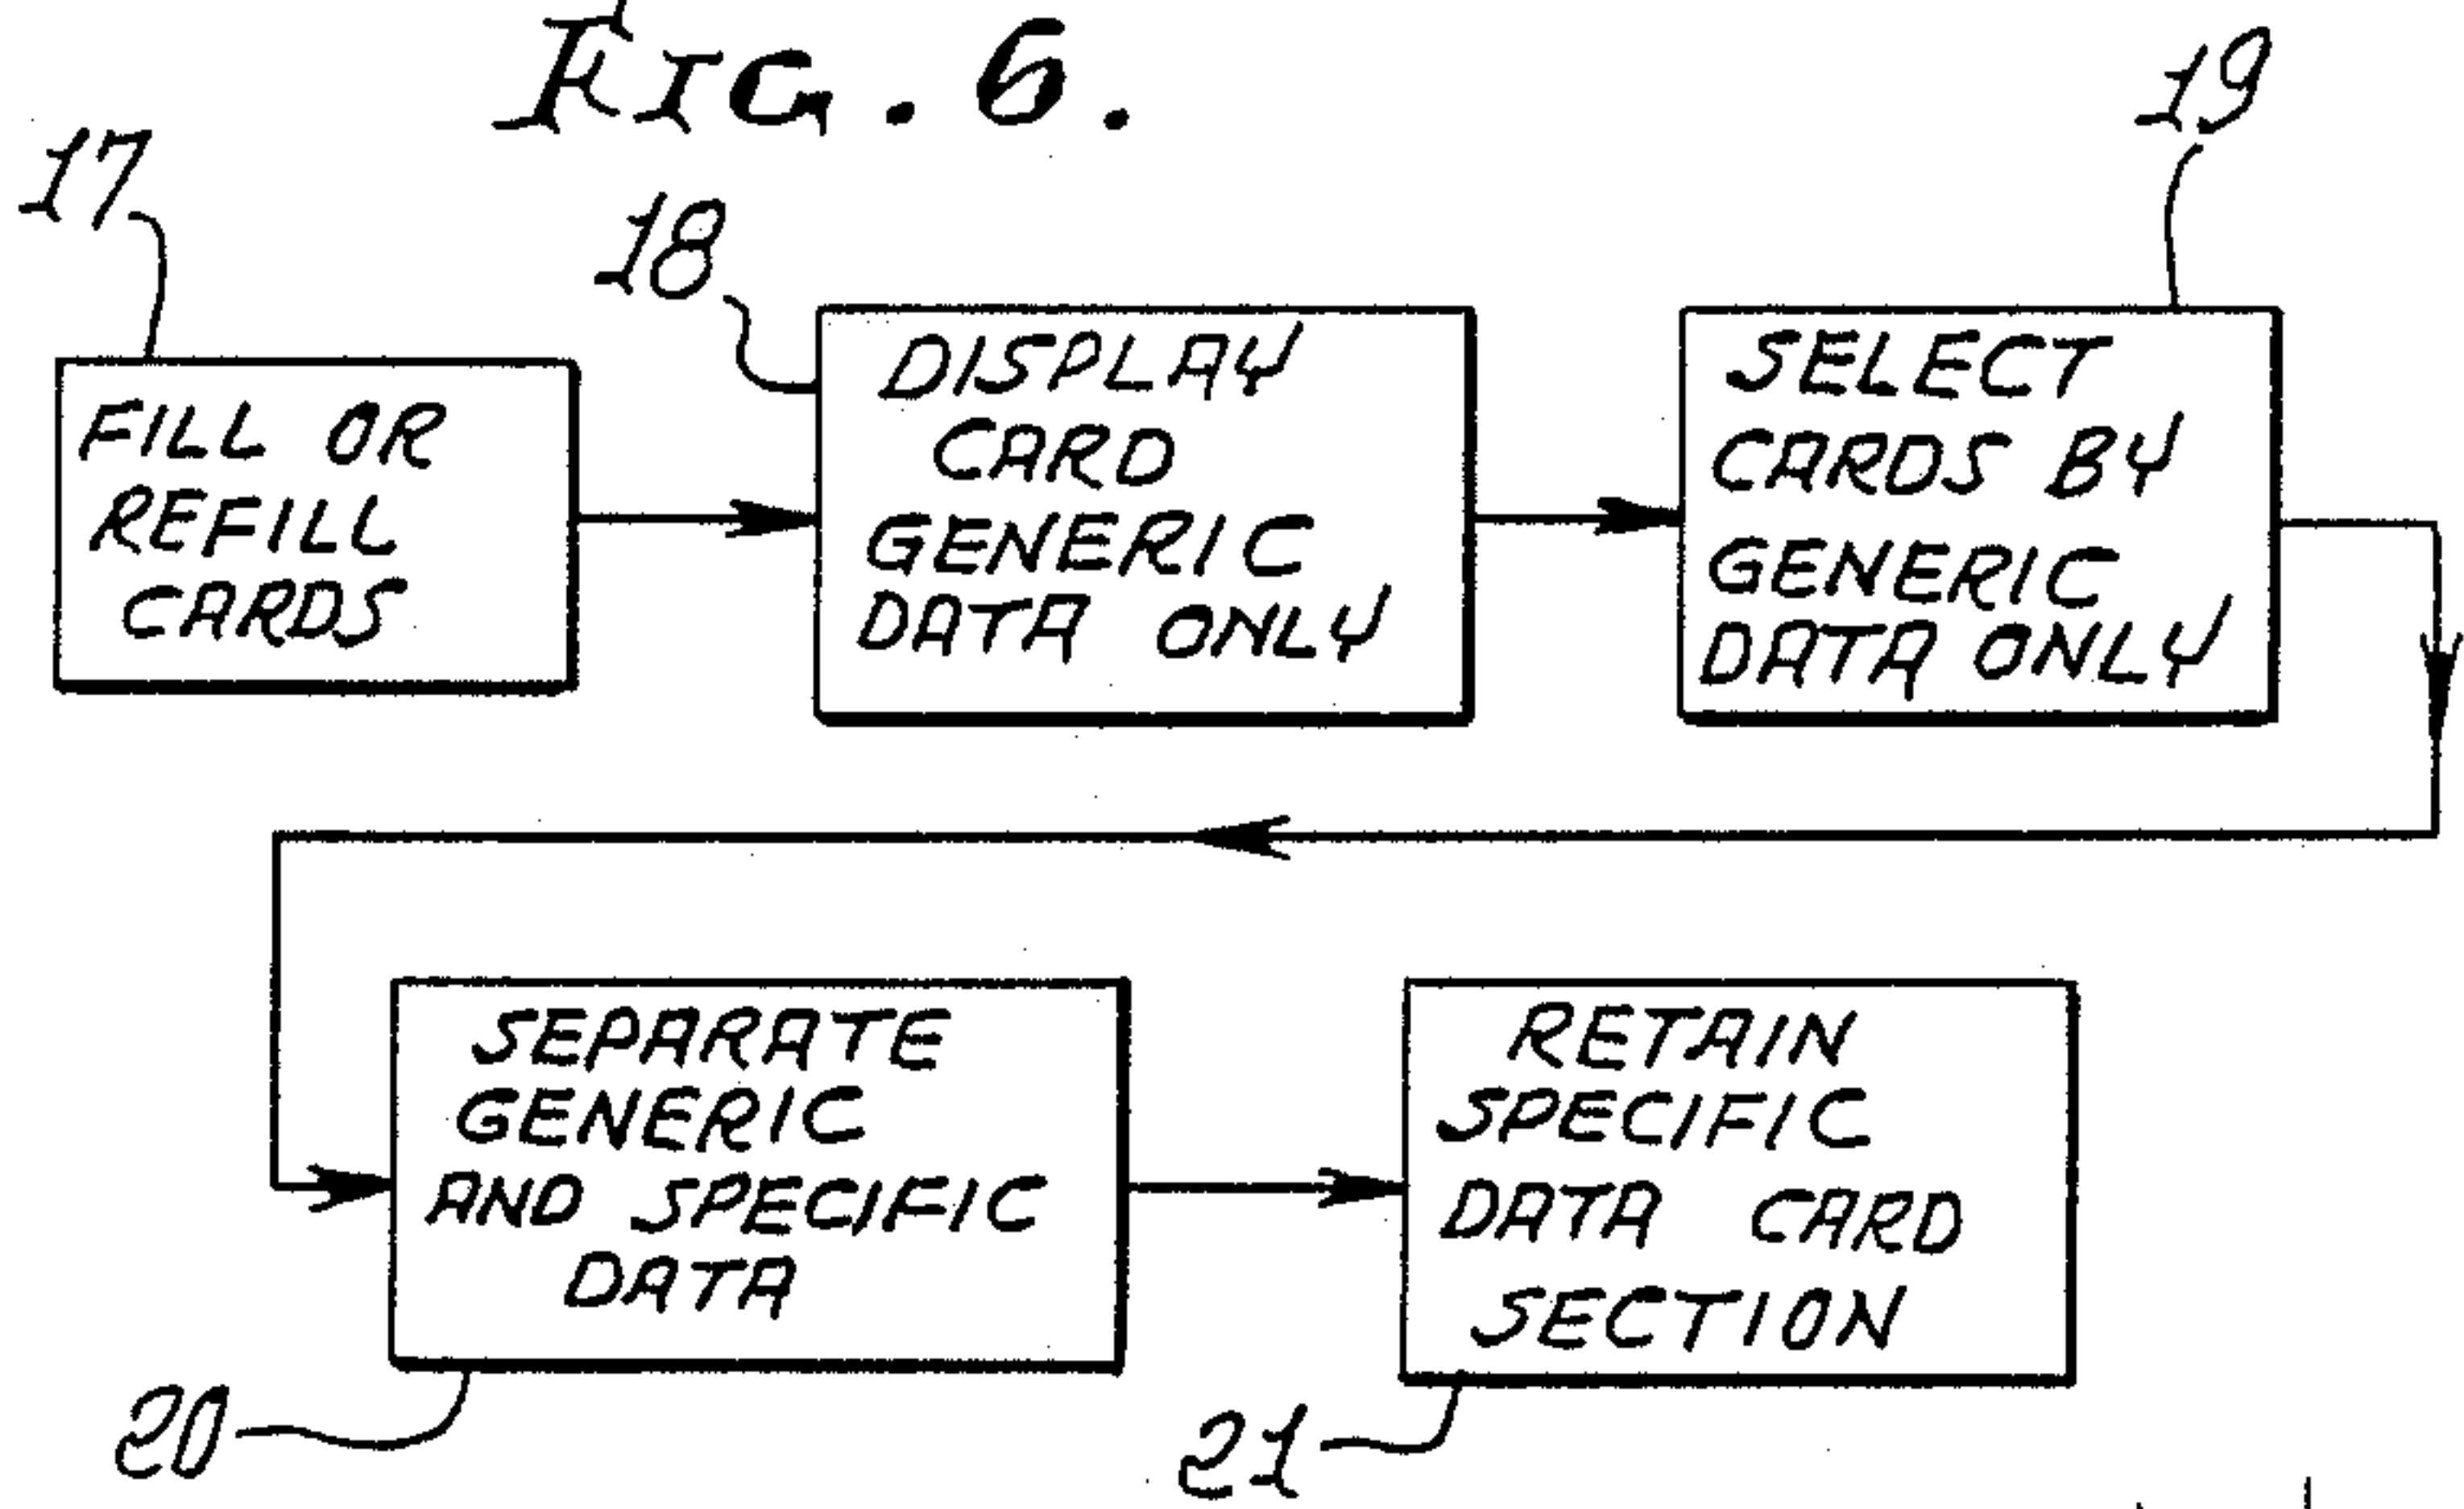 FIG. 6.
17
18
19
FILL OR
REFILL
CARDS
DISPLAY
CARD
GENERIC
DATA ONLY
SELECT
CARDS BY
GENERIC
DATA ONLY
SEPARATE
GENERIC
AND SPECIFIC
DATA
RETAIN
SPECIFIC
DATA CARD
SECTION
20
21